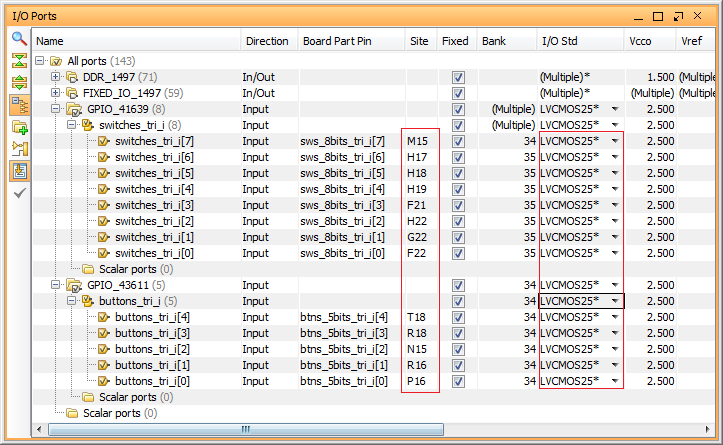 I/O Ports
Name Direction Board Part Pin Site Fixed Bank I/O Std Vcco Vref
All ports (143)
DDR_1497 (71) In/Out (Multiple)* 1.500 (Multiple)
FIXED_IO_1497 (59) In/Out (Multiple)* (Multiple) (Multiple)
GPIO_41639 (8) Input (Multiple) LVCMOS25* 2.500
switches_tri_i (8) Input (Multiple) LVCMOS25* 2.500
switches_tri_i[7] Input sws_8bits_tri_i[7] M15 34 LVCMOS25* 2.500
switches_tri_i[6] Input sws_8bits_tri_i[6] H17 35 LVCMOS25* 2.500
switches_tri_i[5] Input sws_8bits_tri_i[5] H18 35 LVCMOS25* 2.500
switches_tri_i[4] Input sws_8bits_tri_i[4] H19 35 LVCMOS25* 2.500
switches_tri_i[3] Input sws_8bits_tri_i[3] F21 35 LVCMOS25* 2.500
switches_tri_i[2] Input sws_8bits_tri_i[2] H22 35 LVCMOS25* 2.500
switches_tri_i[1] Input sws_8bits_tri_i[1] G22 35 LVCMOS25* 2.500
switches_tri_i[0] Input sws_8bits_tri_i[0] F22 35 LVCMOS25* 2.500
Scalar ports (0)
GPIO_43611 (5) Input 34 LVCMOS25* 2.500
buttons_tri_i (5) Input 34 LVCMOS25* 2.500
buttons_tri_i[4] Input btns_5bits_tri_i[4] T18 34 LVCMOS25* 2.500
buttons_tri_i[3] Input btns_5bits_tri_i[3] R18 34 LVCMOS25* 2.500
buttons_tri_i[2] Input btns_5bits_tri_i[2] N15 34 LVCMOS25* 2.500
buttons_tri_i[1] Input btns_5bits_tri_i[1] R16 34 LVCMOS25* 2.500
buttons_tri_i[0] Input btns_5bits_tri_i[0] P16 34 LVCMOS25* 2.500
Scalar ports (0)
Scalar ports (0)